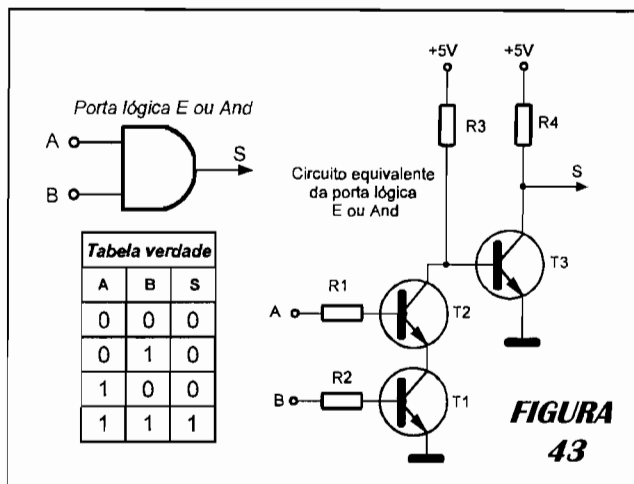 Porta lógica E ou And
A
B
S
Tabela verdade
A B S
0 0 0
0 1 0
1 0 0
1 1 1
+5V +5V
R3 R4
Circuito equivalente
da porta lógica
E ou And
S
T3
A R1 T2
B R2 T1
FIGURA
43